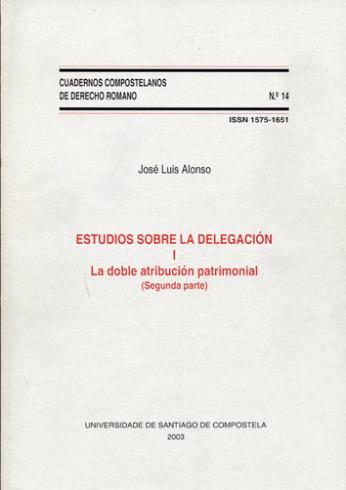 CUADERNOS COMPOSTELANOS
DE DERECHO ROMANO N.º 14
ISSN 1575-1651
José Luis Alonso
ESTUDIOS SOBRE LA DELEGACIÓN
I
La doble atribución patrimonial
(Segunda parte)
UNIVERSIDADE DE SANTIAGO DE COMPOSTELA
2003